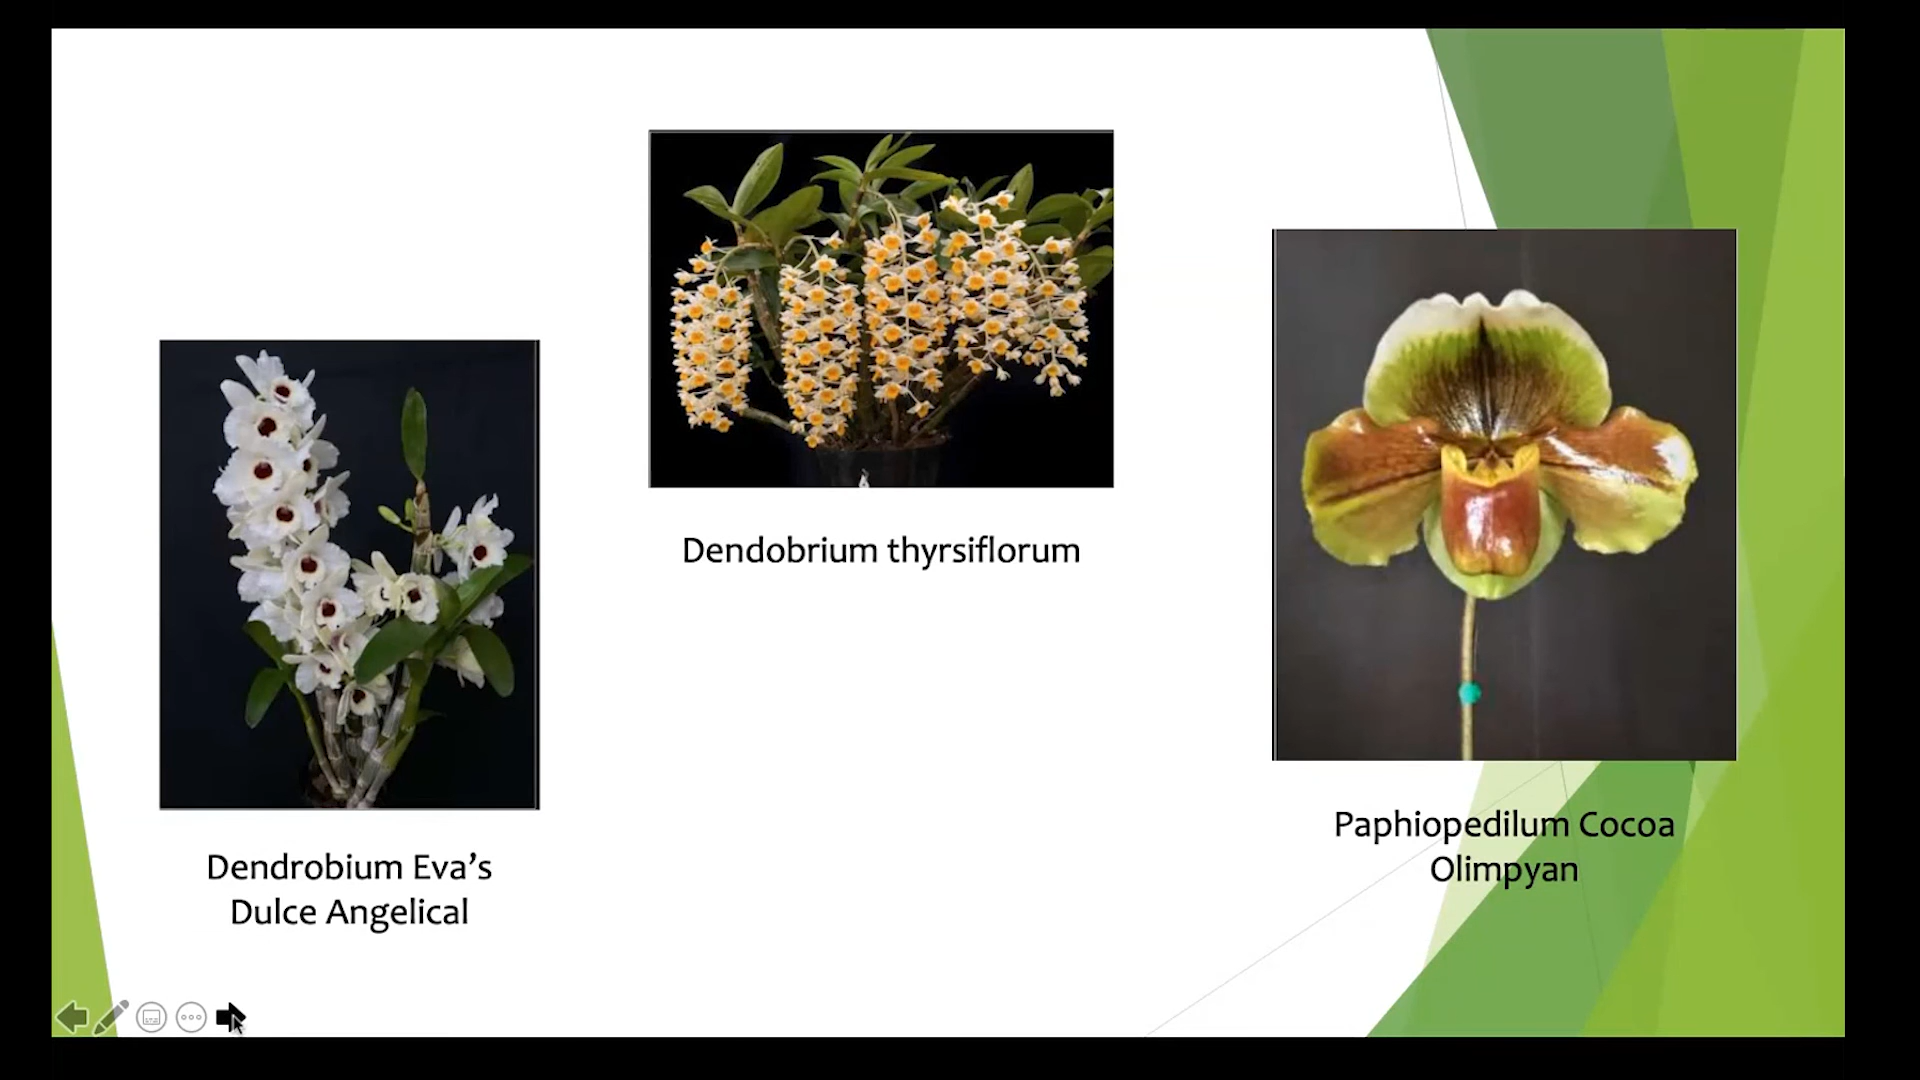 Dendobrium thyrsiflorum
Dendrobium Eva’s
Dulce Angelical
Paphiopedilum Cocoa
Olimpyan